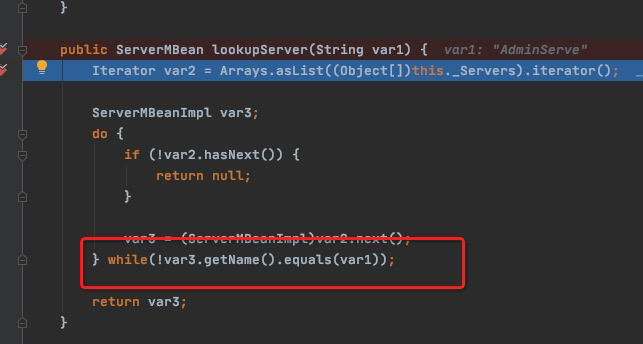 }
public ServerMBean lookupServer(String var1) {  var1: "AdminServe"
Iterator var2 = Arrays.asList((Object[])this._Servers).iterator();  _
ServerMBeanImpl var3;
do {
if (!var2.hasNext()) {
return null;
}
var3 = (ServerMBeanImpl)var2.next();
} while(!var3.getName().equals(var1));
return var3;
}